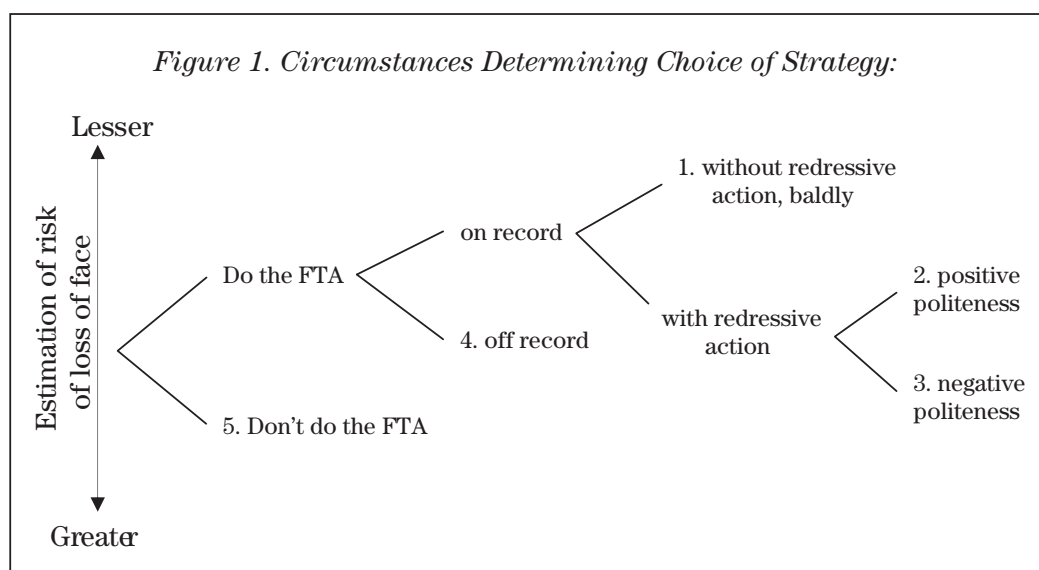 Figure 1. Circumstances Determining Choice of Strategy:
Lesser
Estimation of risk
of loss of face
Greater
1. without redressive
action, baldly
on record
Do the FTA
2. positive
politeness
with redressive
action
4. off record
3. negative
politeness
5. Don't do the FTA